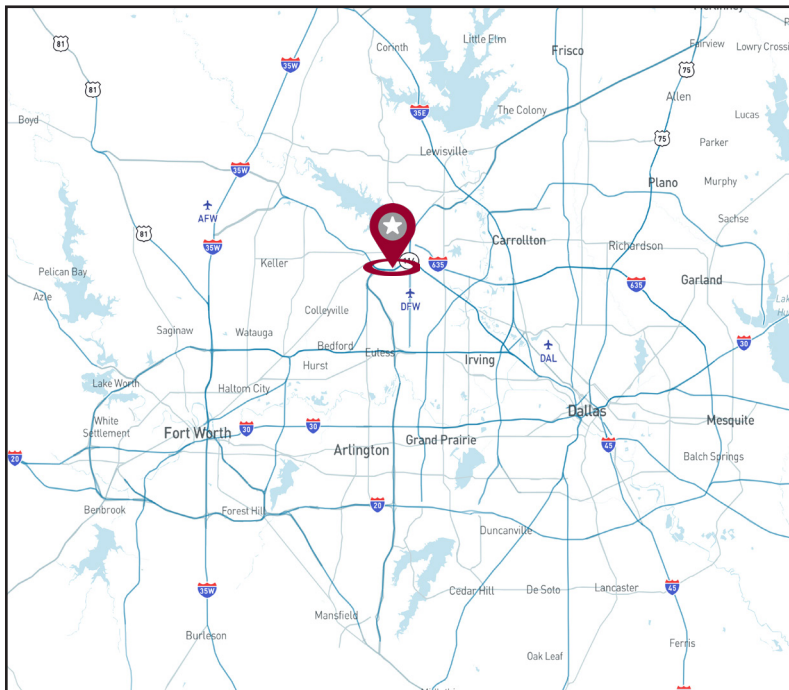 81
Corinth
Little Elm
Frisco
Fairview
Lowry Crossi
35W
75
81
Allen
Boyd
35E
The Colony
Lucas
75
Parker
Lewisville
35W
Plano
Murphy
AFW
Sachse
81
35W
Carrollton
Richardson
Keller
635
Pelican Bay
Garland
635
Azle
DFW
Colleyville
Saginaw
Watauga
30
Bedford
Euless
Irving
DAL
Hurst
Lake Worth
Haltom City
Dallas
White
Settlement
Mesquite
Fort Worth
30
30
Grand Prairie
Arlington
45
20
Balch Springs
20
Benbrook
Forest Hill
Duncanville
35W
Cedar Hill
De Soto
Lancaster
45
Mansfield
Burleson
Ferris
Oak Leaf